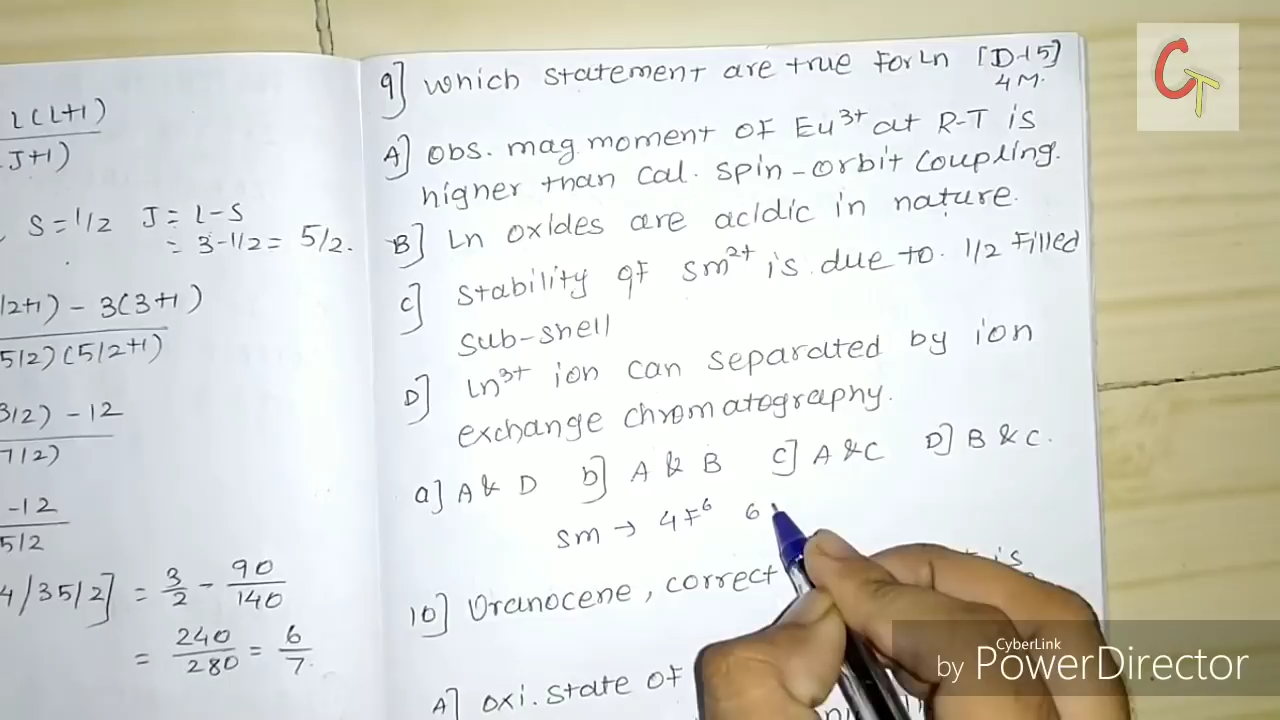 L(L+1)
J+1)
S = 1/2 J = L-S
= 3-1/2 = 5/2.
/2+1) - 3(3+1)
5/2)(5/2+1)
3/2) - 12
7/2)
-12
5/2
4/35/2] = 3/2 - 90/140
= 240/280 = 6/7.
9] which statement are true for Ln [D-15]
4M.
A] obs. mag. moment of Eu3+ at R-T is
higher than cal. spin-orbit coupling.
B] Ln oxides are acidic in nature.
C] stability of Sm2+ is due to 1/2 filled
sub-shell
D] Ln3+ ion can separated by ion
exchange chromatography.
a] A & D b] A & B c] A & C D] B & C.
Sm → 4F6 6
10] Uranocene, correct is
A] oxi. state of
CT
CyberLink
by PowerDirector